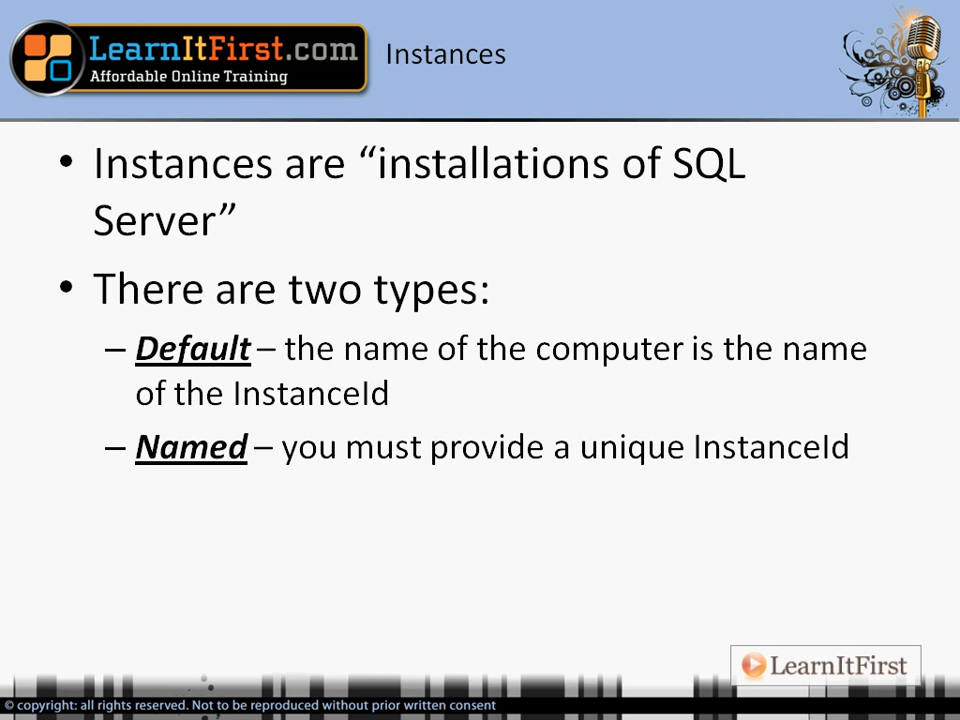 LearnItFirst.com
Affordable Online Training
Instances
• Instances are “installations of SQL
Server”
• There are two types:
– Default – the name of the computer is the name
of the InstanceId
– Named – you must provide a unique InstanceId
LearnItFirst
© copyright: all rights reserved. Not to be reproduced without prior written consent